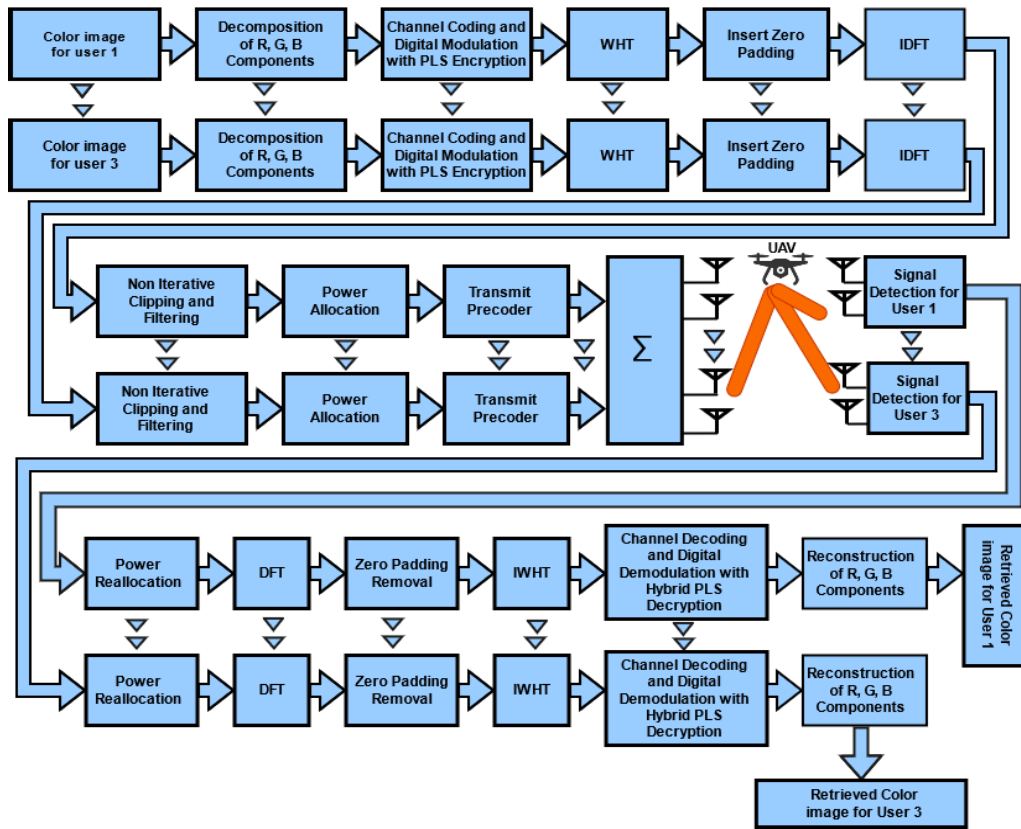 Color image
for user 1
Decomposition
of R, G, B
Components
Channel Coding and
Digital Modulation
with PLS Encryption
WHT
Insert Zero
Padding
IDFT
Color image
for user 3
Decomposition
of R, G, B
Components
Channel Coding and
Digital Modulation
with PLS Encryption
WHT
Insert Zero
Padding
IDFT
Non Iterative
Clipping and
Filtering
Power
Allocation
Transmit
Precoder
Σ
UAV
Signal
Detection for
User 1
Non Iterative
Clipping and
Filtering
Power
Allocation
Transmit
Precoder
Signal
Detection for
User 3
Power
Reallocation
DFT
Zero Padding
Removal
IWHT
Channel Decoding
and Digital
Demodulation with
Hybrid PLS
Decryption
Reconstruction
of R, G, B
Components
Retrieved Color
image for User 1
Power
Reallocation
DFT
Zero Padding
Removal
IWHT
Channel Decoding
and Digital
Demodulation with
Hybrid PLS
Decryption
Reconstruction
of R, G, B
Components
Retrieved Color
image for User 3